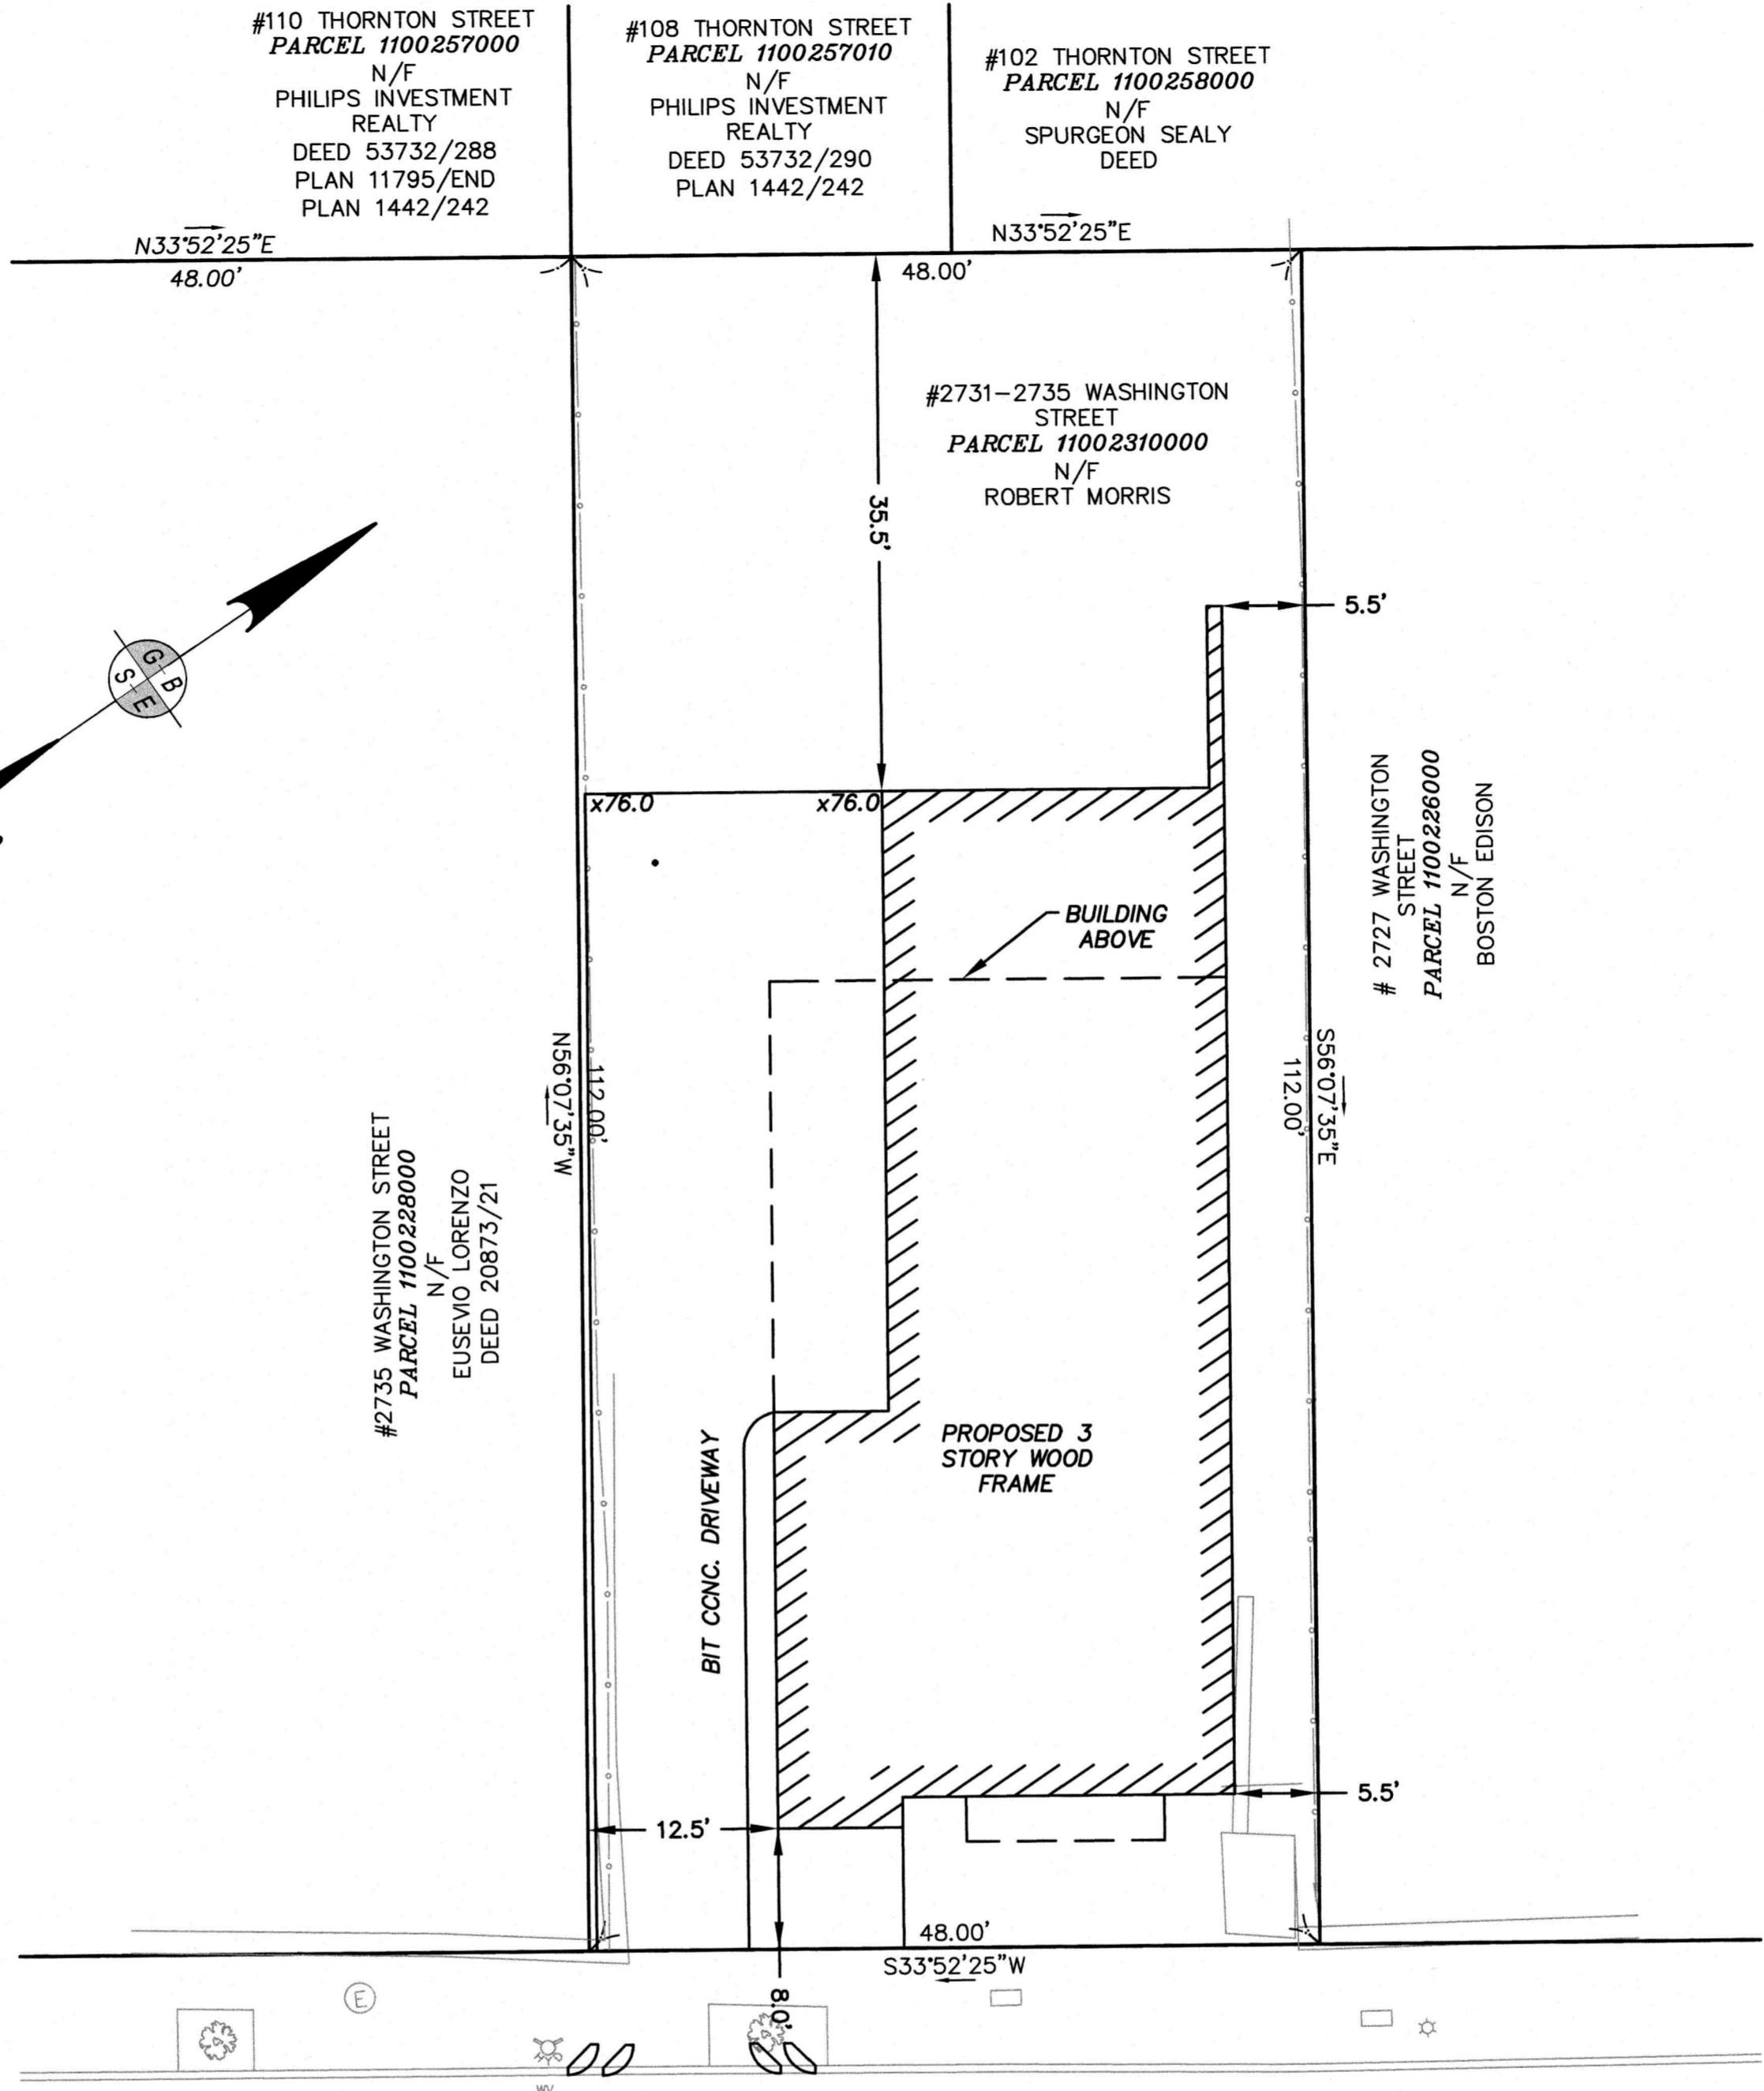 #110 THORNTON STREET
PARCEL 1100257000
N/F
PHILIPS INVESTMENT
REALTY
DEED 53732/288
PLAN 11795/END
PLAN 1442/242
#108 THORNTON STREET
PARCEL 1100257010
N/F
PHILIPS INVESTMENT
REALTY
DEED 53732/290
PLAN 1442/242
#102 THORNTON STREET
PARCEL 1100258000
N/F
SPURGEON SEALY
DEED
N33°52'25"E
48.00'
N33°52'25"E
48.00'
#2731-2735 WASHINGTON
STREET
PARCEL 11002310000
N/F
ROBERT MORRIS
35.5'
5.5'
G B
S E
x76.0
x76.0
BUILDING
ABOVE
# 2727 WASHINGTON
STREET
PARCEL 1100226000
N/F
BOSTON EDISON
N56°07'35"W
112.00'
S56°07'35"E
112.00'
#2735 WASHINGTON STREET
PARCEL 1100228000
N/F
EUSEVIO LORENZO
DEED 20873/21
BIT CCNC. DRIVEWAY
PROPOSED 3
STORY WOOD
FRAME
12.5'
5.5'
48.00'
S33°52'25"W
8.0'
E
WV